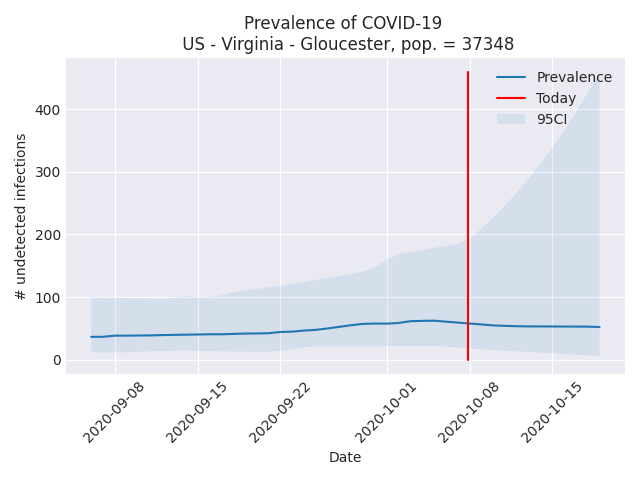 Prevalence of COVID-19
US - Virginia - Gloucester, pop. = 37348
Prevalence
Today
95CI
# undetected infections
400
300
200
100
0
2020-09-08
2020-09-15
2020-09-22
2020-10-01
2020-10-08
2020-10-15
Date